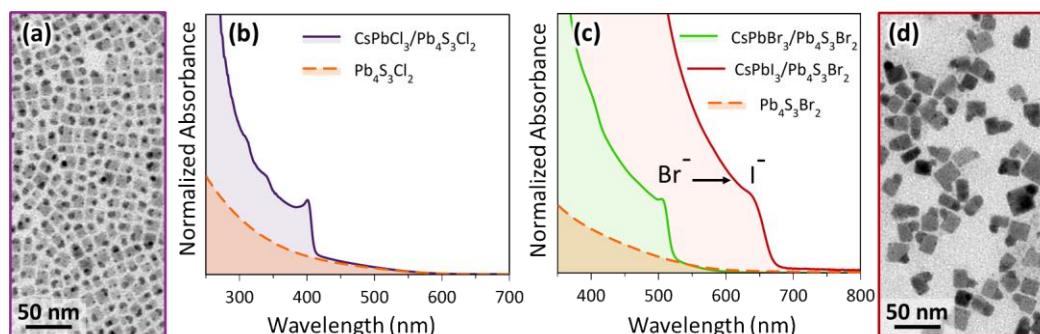 (a)
50 nm
(b)
CsPbCl₃/Pb₄S₃Cl₂
Pb₄S₃Cl₂
Normalized Absorbance
300 400 500 600 700
Wavelength (nm)
(c)
CsPbBr₃/Pb₄S₃Br₂
CsPbI₃/Pb₄S₃Br₂
Pb₄S₃Br₂
Br⁻ I⁻
Normalized Absorbance
400 500 600 700 800
Wavelength (nm)
(d)
50 nm